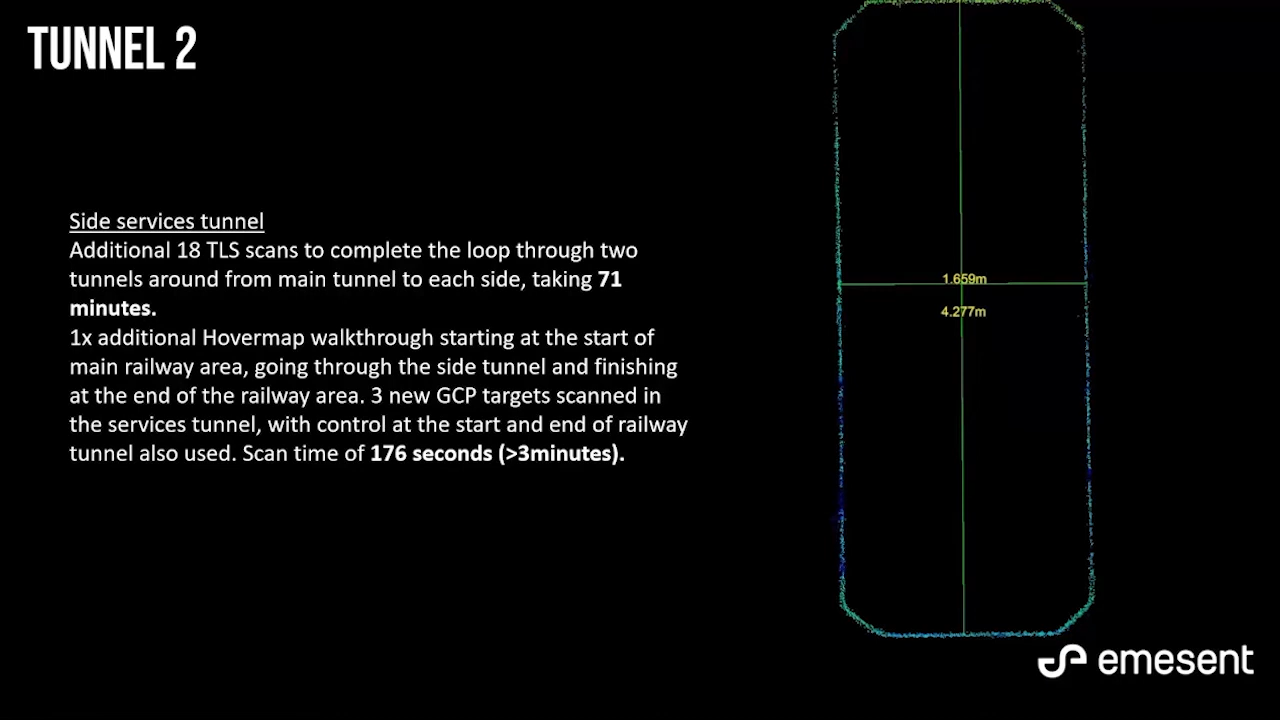 TUNNEL 2
Side services tunnel
Additional 18 TLS scans to complete the loop through two
tunnels around from main tunnel to each side, taking 71
minutes.
1x additional Hovermap walkthrough starting at the start of
main railway area, going through the side tunnel and finishing
at the end of the railway area. 3 new GCP targets scanned in
the services tunnel, with control at the start and end of railway
tunnel also used. Scan time of 176 seconds (>3minutes).
1.659m
4.277m
emesent